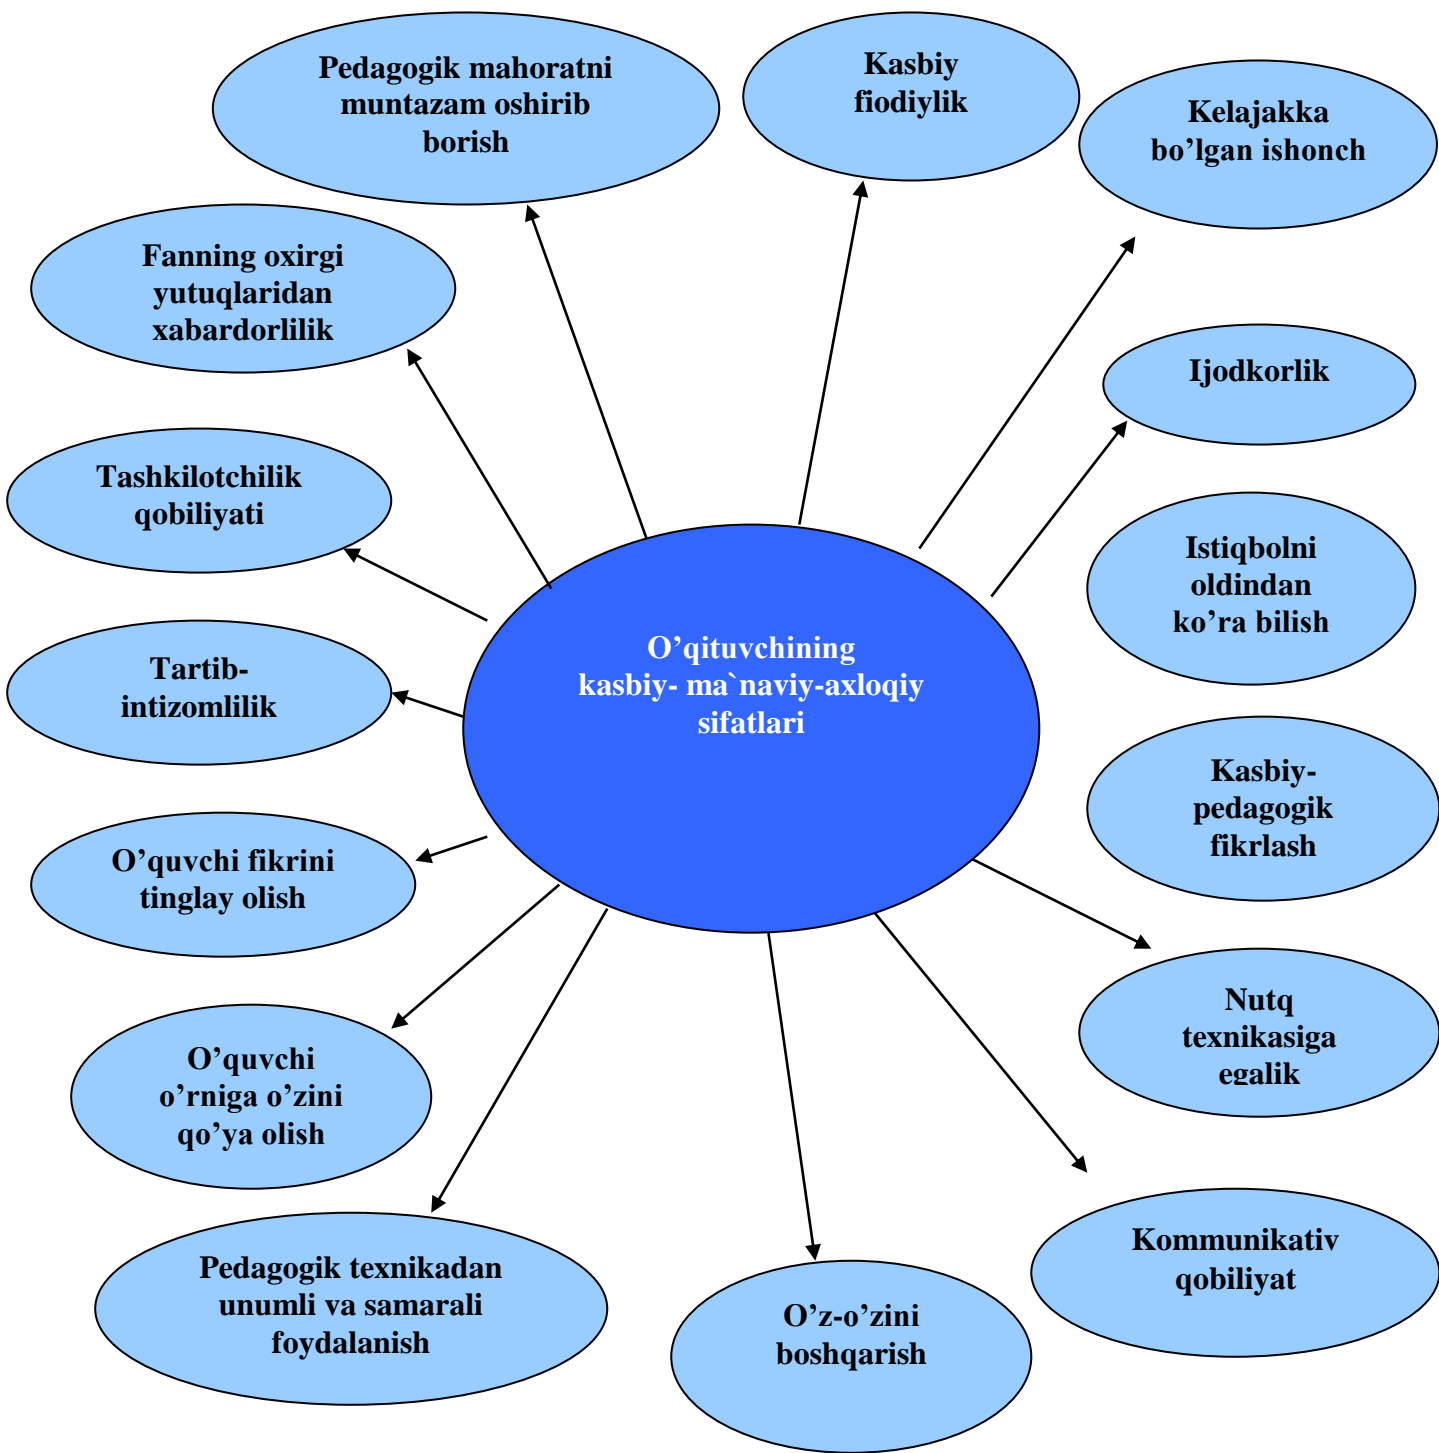 Pedagogik mahoratni
muntazam oshirib
borish
Kasbiy
fiodiylik
Kelajakka
bo’lgan ishonch
Fanning oxirgi
yutuqlaridan
xabardorlilik
Ijodkorlik
Tashkilotchilik
qobiliyati
Istiqbolni
oldindan
ko’ra bilish
O’qituvchining
kasbiy- ma`naviy-axloqiy
sifatlari
Tartib-
intizomlilik
Kasbiy-
pedagogik
fikrlash
O’quvchi fikrini
tinglay olish
Nutq
texnikasiga
egalik
O’quvchi
o’rniga o’zini
qo’ya olish
Kommunikativ
qobiliyat
Pedagogik texnikadan
unumli va samarali
foydalanish
O’z-o’zini
boshqarish